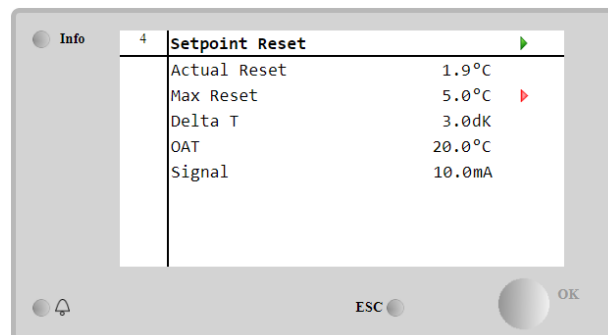 Info
4 Setpoint Reset
Actual Reset 1.9°C
Max Reset 5.0°C
Delta T 3.0dK
OAT 20.0°C
Signal 10.0mA
ESC
OK